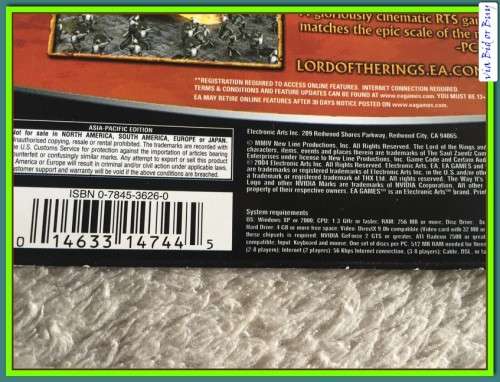 A gloriously cinematic RTS gam
matches the epic scale of the m
-PC
LORDOFTHERINGS.EA.COM
**REGISTRATION REQUIRED TO ACCESS ONLINE FEATURES. INTERNET CONNECTION REQUIRED.
TERMS & CONDITIONS AND FEATURE UPDATES CAN BE FOUND AT www.eagames.com. YOU MUST BE 13+
EA MAY RETIRE ONLINE FEATURES AFTER 30 DAYS NOTICE POSTED ON www.eagames.com.
ASIA-PACIFIC EDITION
Not for sale in NORTH AMERICA, SOUTH AMERICA, EUROPE or JAPAN.
nauthorised copying, resale or rental prohibited. The trademarks are recorded with
e U.S. Customs Service for protection against the importation of articles bearing
ounterfeit or confusingly similar marks. Any attempt to export or sell this product
America or Europe will result in criminal and/or civil action under applicable laws.
ustomer support and warranty will be void if the above conditions are breached.
ISBN 0-7845-3626-0
0 14633 14744 5
Electronic Arts Inc. 209 Redwood Shores Parkway, Redwood City, CA 94065.
© MMIV New Line Productions, Inc. All Rights Reserved. The Lord of the Rings and
characters, items, events and places therein are trademarks of The Saul Zaentz Com
Enterprises under license to New Line Productions, Inc. Game Code and Certain Aud
© 2004 Electronic Arts Inc. All Rights Reserved. Electronic Arts, EA, EA GAMES and
are trademarks or registered trademarks of Electronic Arts Inc. in the U.S. and/or oth
a trademark or registered trademark of THX Ltd. All rights reserved. The Way It's
Logo and other NVIDIA Marks are trademarks of NVIDIA Corporation. All other
property of their respective owners. EA GAMES™ is an Electronic Arts™ brand. Print
System requirements
OS: Windows XP or 2000, CPU: 1.3 GHz or faster; RAM: 256 MB or more, Disc Drive:
Hard Drive: 4 GB or more free space. Video: DirectX 9.0b compatible (Video card with 32 MB or
these chipsets is required: NVIDIA GeForce 2 GTS or greater, ATI Radeon 7500 or great
compatible; Input: Keyboard and mouse. One set of discs per PC. 512 MB RAM needed for
(2-8 players); Internet (2 players): 56 Kbps Internet connection, (3-8 players); Cable, DSL, or
via Bid or Buy